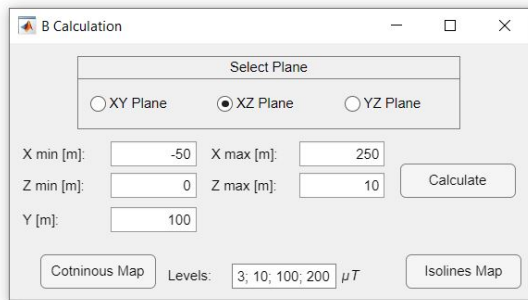 B Calculation
Select Plane
XY Plane XZ Plane YZ Plane
X min [m]: -50 X max [m]: 250
Z min [m]: 0 Z max [m]: 10
Calculate
Y [m]: 100
Cotninous Map Levels: 3; 10; 100; 200 μT Isolines Map